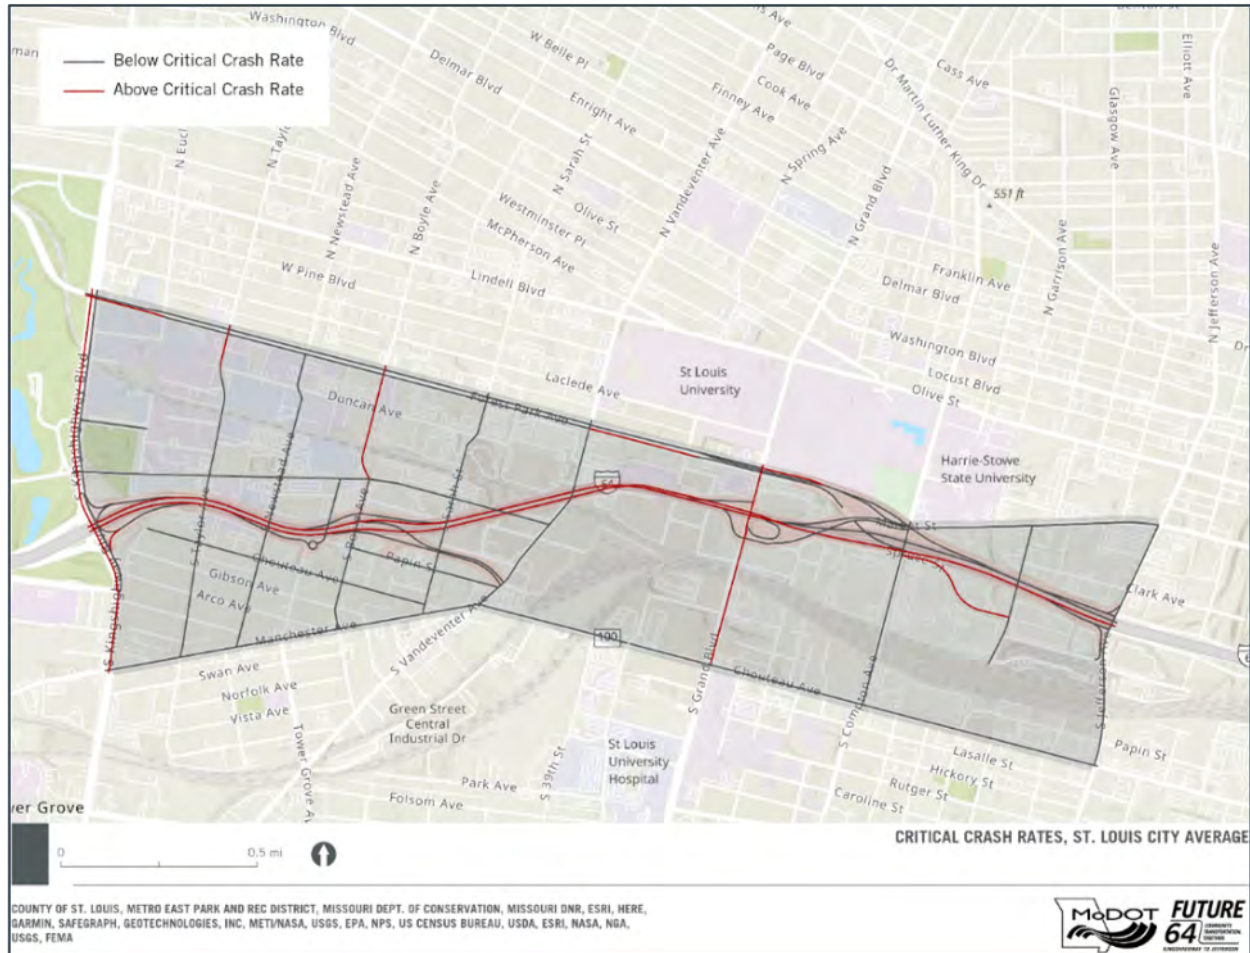 Below Critical Crash Rate
Above Critical Crash Rate
Washington Blvd
Delmar Blvd
W Belle Pl
Enright Ave
Page Blvd
Cook Ave
Finney Ave
Dr Martin Luther King Dr
Cass Ave
Elliott Ave
Glasgow Ave
N Newstead Ave
N Boyle Ave
N Sarah St
Olive St
Westminster Pl
McPherson Ave
N Vandeventer Ave
N Spring Ave
N Grand Blvd
551 ft
W Pine Blvd
Lindell Blvd
Franklin Ave
Delmar Blvd
N Garrison Ave
N Jefferson Ave
Washington Blvd
Locust Blvd
Olive St
Laclede Ave
St Louis
University
Duncan Ave
Forest Park Ave
S Kingshighway Blvd
Harrie-Stowe
State University
64
Market St
Spruce St
S Taylor Ave
Papin St
Chouteau Ave
Gibson Ave
Arco Ave
Clark Ave
Manchester Ave
S Vandeventer Ave
100
Swan Ave
Norfolk Ave
Vista Ave
S Grand Blvd
Chouteau Ave
S Compton Ave
Green Street
Central
Industrial Dr
St Louis
University
Hospital
S 39th St
Lasalle St
Hickory St
Rutger St
Caroline St
Papin St
Park Ave
Folsom Ave
wer Grove
0 0.5 mi
CRITICAL CRASH RATES, ST. LOUIS CITY AVERAGE
COUNTY OF ST. LOUIS, METRO EAST PARK AND REC DISTRICT, MISSOURI DEPT. OF CONSERVATION, MISSOURI DNR, ESRI, HERE,
GARMIN, SAFEGRAPH, GEOTECHNOLOGIES, INC, METI/NASA, USGS, EPA, NPS, US CENSUS BUREAU, USDA, ESRI, NASA, NGA,
USGS, FEMA
MoDOT
FUTURE
64